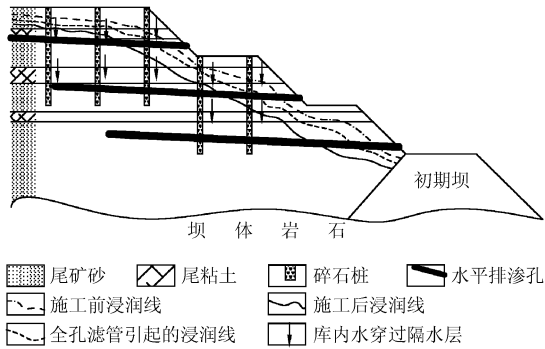 初期坝
坝体岩石
尾矿砂 尾粘土 碎石桩 水平排渗孔
施工前浸润线 施工后浸润线
全孔滤管引起的浸润线 库内水穿过隔水层